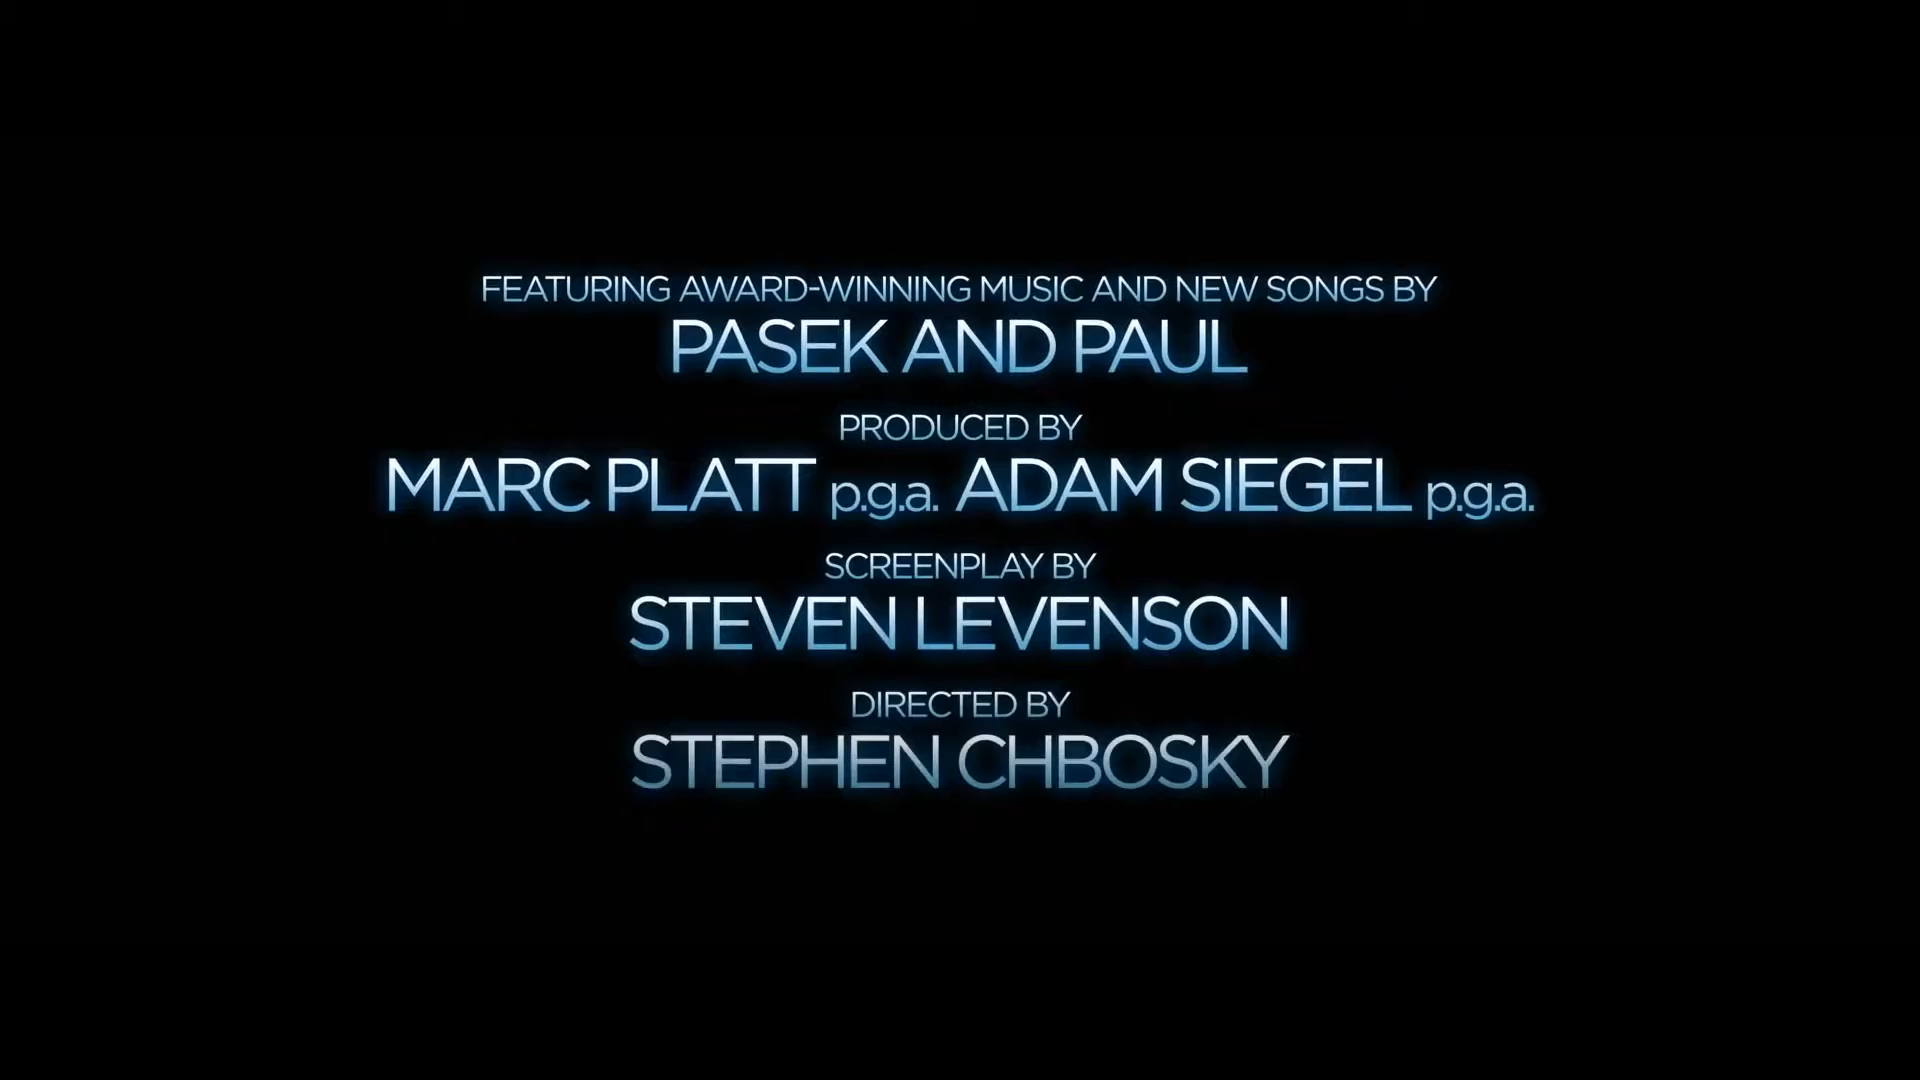 FEATURING AWARD-WINNING MUSIC AND NEW SONGS BY
PASEK AND PAUL
PRODUCED BY
MARC PLATT p.g.a. ADAM SIEGEL p.g.a.
SCREENPLAY BY
STEVEN LEVENSON
DIRECTED BY
STEPHEN CHBOSKY